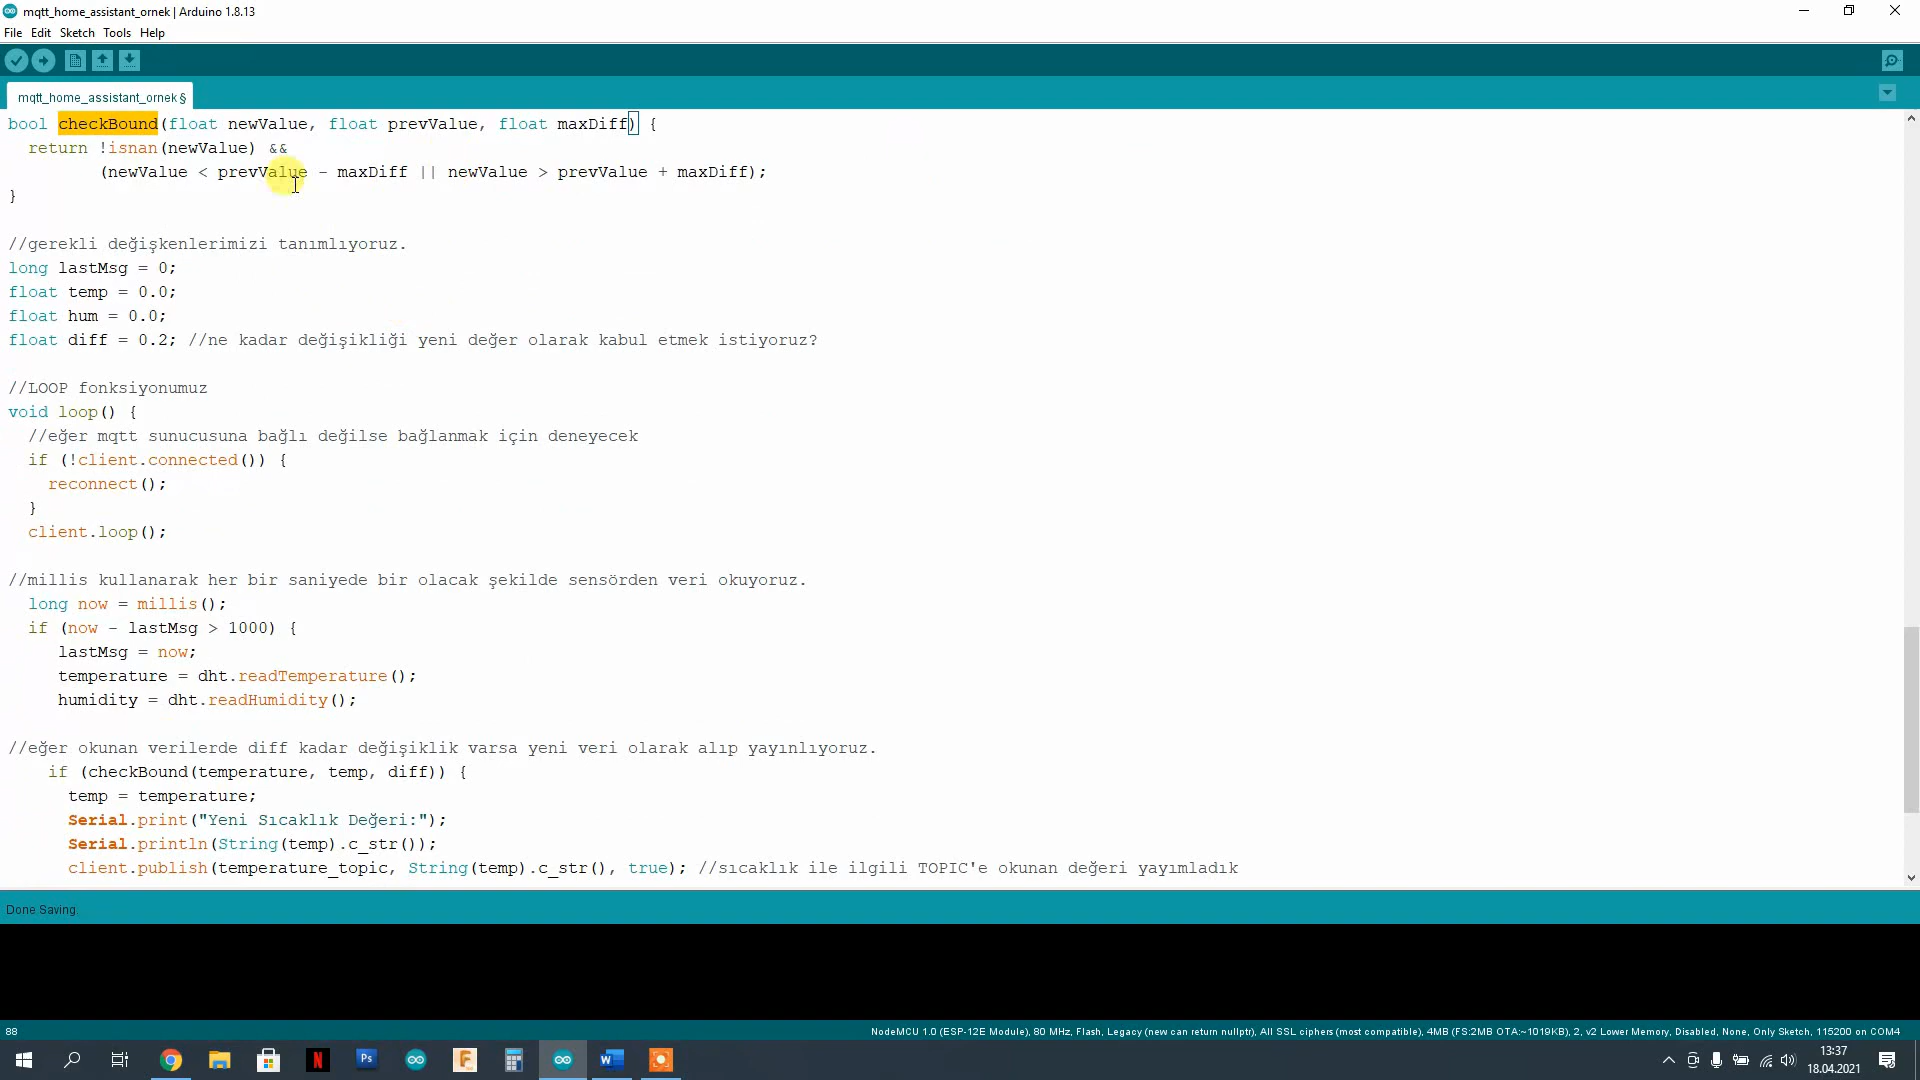 mqtt_home_assistant_ornek | Arduino 1.8.13
File Edit Sketch Tools Help
mqtt_home_assistant_ornek §
bool checkBound(float newValue, float prevValue, float maxDiff) {
  return !isnan(newValue) &&
         (newValue < prevValue - maxDiff || newValue > prevValue + maxDiff);
}
//gerekli değişkenlerimizi tanımlıyoruz.
long lastMsg = 0;
float temp = 0.0;
float hum = 0.0;
float diff = 0.2; //ne kadar değişikliği yeni değer olarak kabul etmek istiyoruz?
//LOOP fonksiyonumuz
void loop() {
  //eğer mqtt sunucusuna bağlı değilse bağlanmak için deneyecek
  if (!client.connected()) {
    reconnect();
  }
  client.loop();
//millis kullanarak her bir saniyede bir olacak şekilde sensörden veri okuyoruz.
  long now = millis();
  if (now - lastMsg > 1000) {
     lastMsg = now;
     temperature = dht.readTemperature();
     humidity = dht.readHumidity();
//eğer okunan verilerde diff kadar değişiklik varsa yeni veri olarak alıp yayınlıyoruz.
    if (checkBound(temperature, temp, diff)) {
      temp = temperature;
      Serial.print("Yeni Sıcaklık Değeri:");
      Serial.println(String(temp).c_str());
      client.publish(temperature_topic, String(temp).c_str(), true); //sıcaklık ile ilgili TOPIC'e okunan değeri yayımladık
Done Saving.
88 NodeMCU 1.0 (ESP-12E Module), 80 MHz, Flash, Legacy (new can return nullptr), All SSL ciphers (most compatible), 4MB (FS:2MB OTA:~1019KB), 2, v2 Lower Memory, Disabled, None, Only Sketch, 115200 on COM4
N Ps F W
13:37
18.04.2021